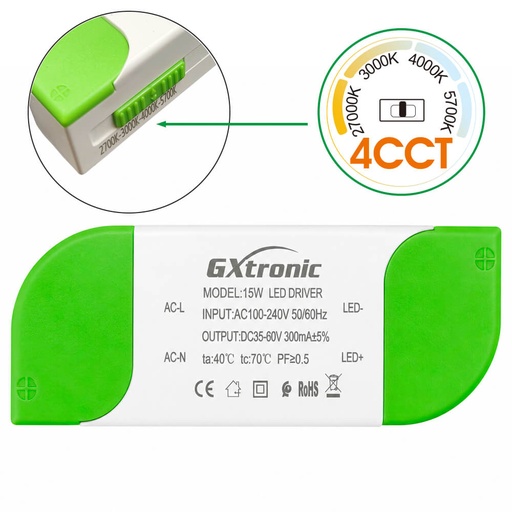 2700K-3000K-4000K-5700K
27000K
3000K
4000K
5700K
4CCT
GXtronic
MODEL:15W LED DRIVER
AC-L
INPUT:AC100-240V 50/60Hz
LED-
OUTPUT:DC35-60V 300mA±5%
AC-N
ta:40℃ tc:70℃ PF≥0.5
LED+
CE
RoHS